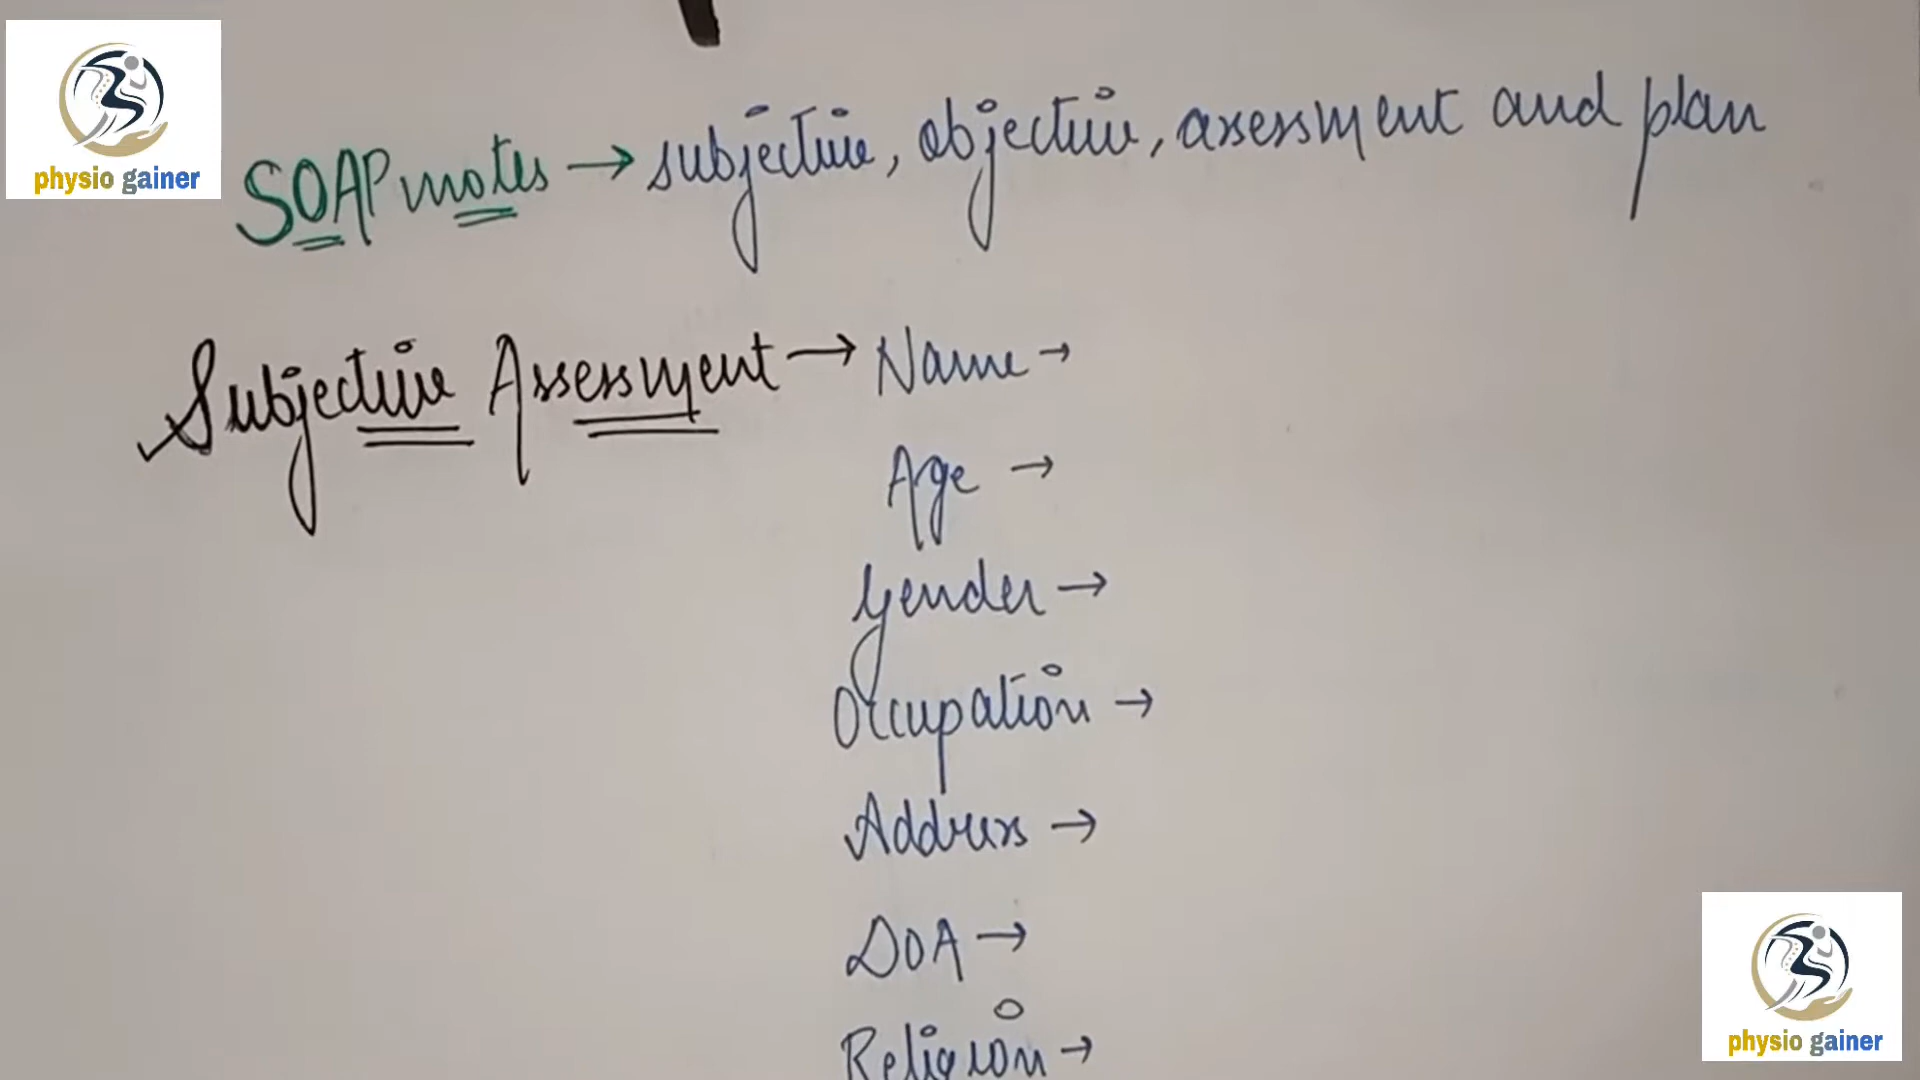 physio gainer
SOAP notes → subjective, objective, assessment and plan
Subjective Assessment → Name →
Age →
Gender →
Occupation →
Address →
DOA →
Religion →
physio gainer